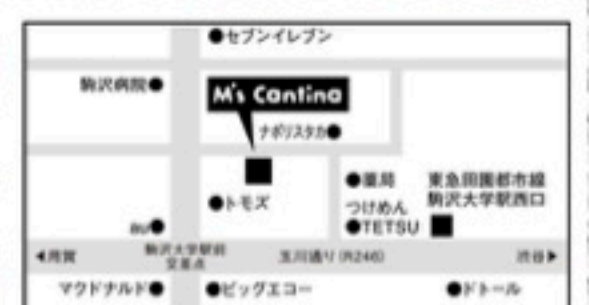 ●セブンイレブン
駒沢病院●
M's Cantina
ナポリスタカ●
●薬局
東急田園都市線
駒沢大学駅西口
●トモズ
つけめん
●TETSU
au●
◀用賀
駒沢大学駅前
交差点
玉川通り(R246)
渋谷▶
マクドナルド●
●ビッグエコー
●ドトール